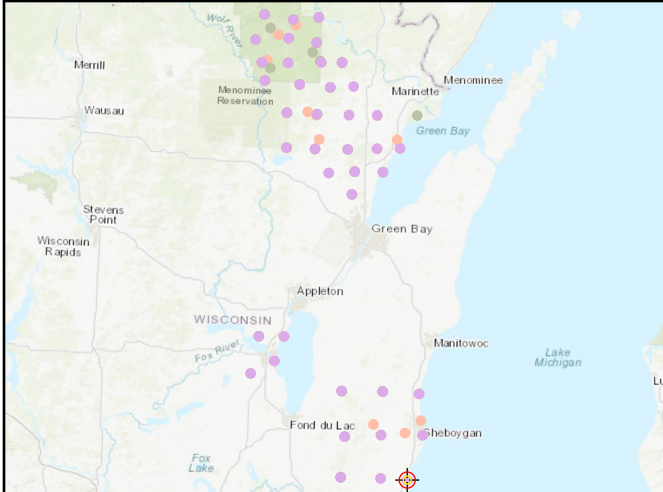 Wolf
River
Merrill
Menominee
Marinette
Menominee
Reservation
Wausau
Green Bay
Stevens
Point
Green Bay
Wisconsin
Rapids
Appleton
WISCONSIN
Manitowoc
Fox River
Lake
Michigan
Lu
Fond du Lac
Sheboygan
Fox
Lake